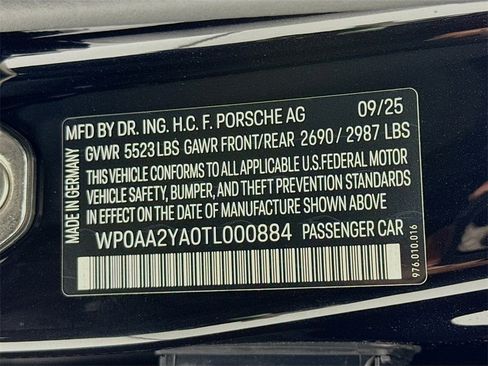 MFD BY DR. ING. H.C. F. PORSCHE AG 09/25
GVWR 5523 LBS GAWR FRONT/REAR 2690 / 2987 LBS
THIS VEHICLE CONFORMS TO ALL APPLICABLE U.S. FEDERAL MOTOR
VEHICLE SAFETY, BUMPER, AND THEFT PREVENTION STANDARDS
IN EFFECT ON THE DATE OF MANUFACTURE SHOWN ABOVE.
WP0AA2YA0TL000884 PASSENGER CAR
MADE IN GERMANY
976.010.016